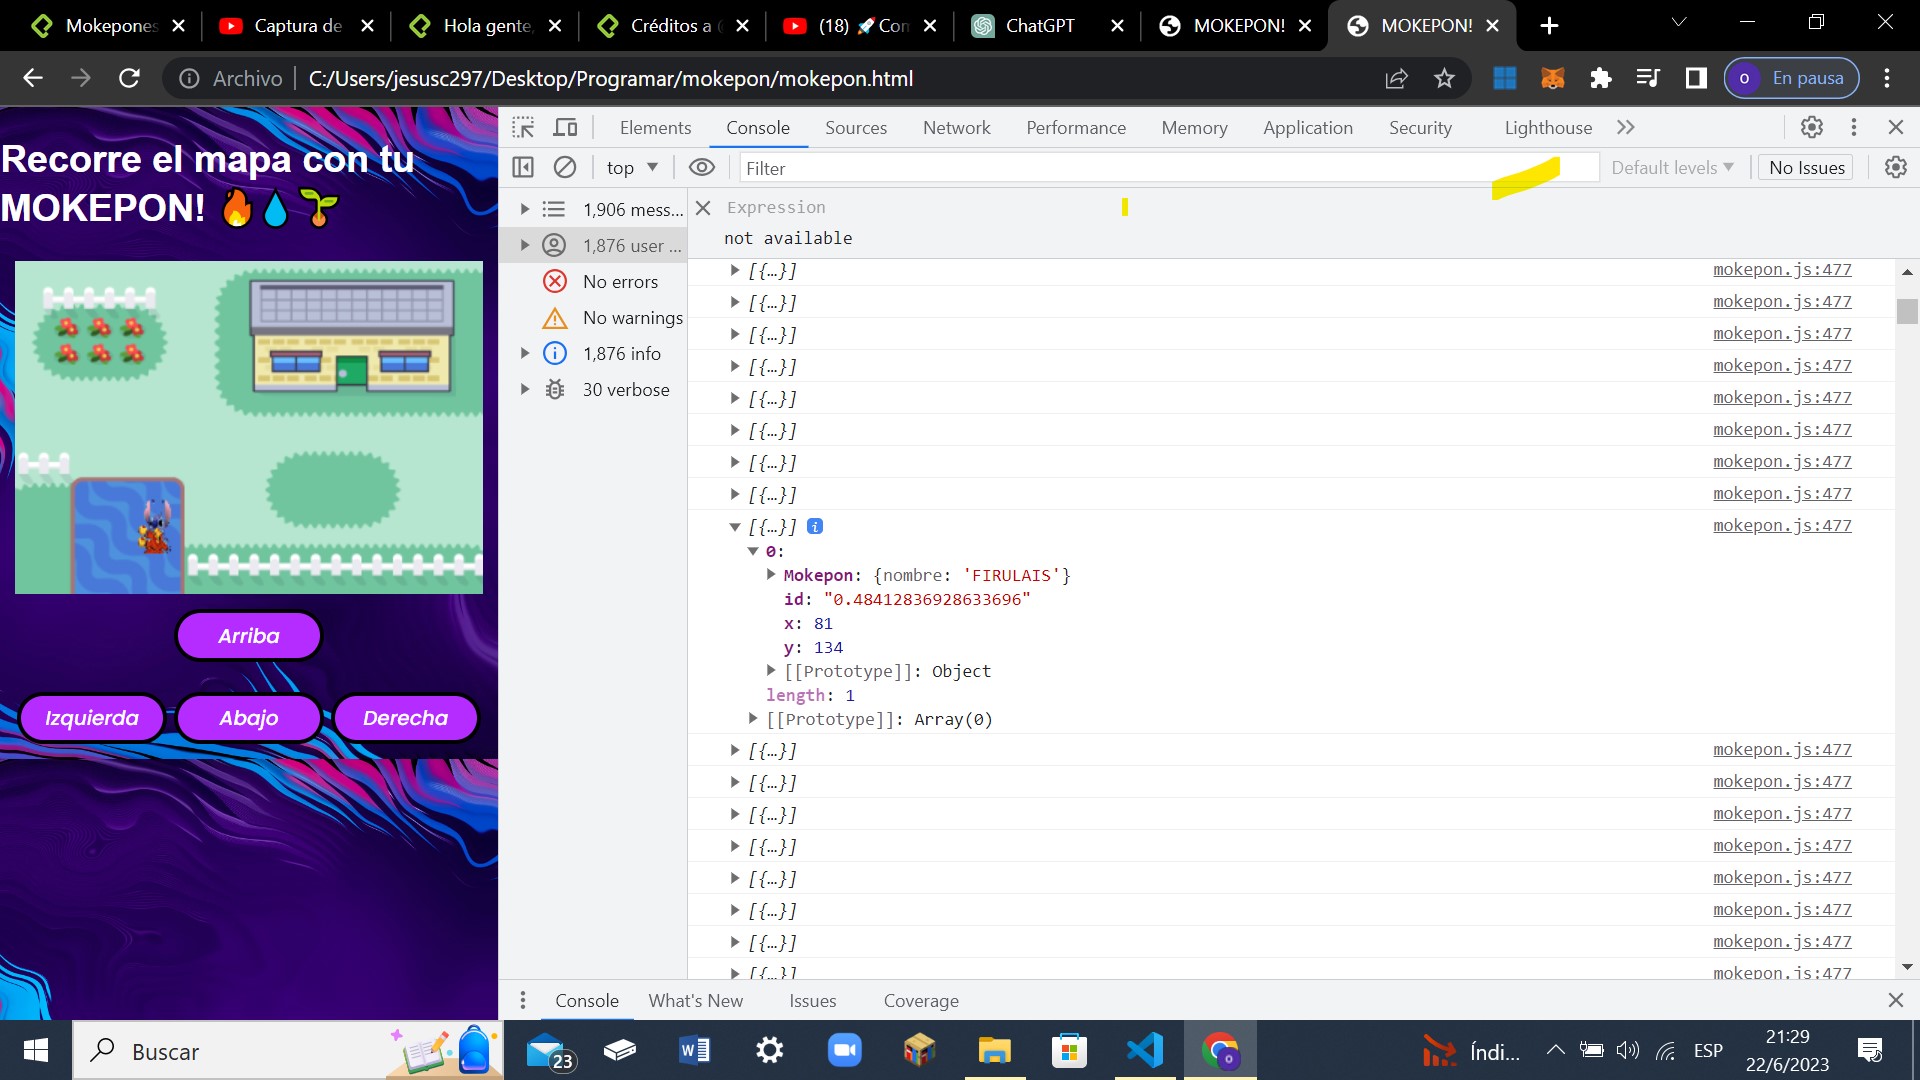 Mokepones
Captura de
Hola gente,
Créditos a
(18) 🚀Con
ChatGPT
MOKEPON!
MOKEPON!
Archivo
C:/Users/jesusc297/Desktop/Programar/mokepon/mokepon.html
o
En pausa
Recorre el mapa con tu
MOKEPON! 🔥💧🌱
Arriba
Izquierda
Abajo
Derecha
Elements
Console
Sources
Network
Performance
Memory
Application
Security
Lighthouse
top
Filter
Default levels
No Issues
1,906 mess...
1,876 user ...
No errors
No warnings
1,876 info
30 verbose
Expression
not available
[{…}] mokepon.js:477
[{…}] mokepon.js:477
[{…}] mokepon.js:477
[{…}] mokepon.js:477
[{…}] mokepon.js:477
[{…}] mokepon.js:477
[{…}] mokepon.js:477
[{…}] mokepon.js:477
[{…}] i mokepon.js:477
0:
Mokepon: {nombre: 'FIRULAIS'}
id: "0.48412836928633696"
x: 81
y: 134
[[Prototype]]: Object
length: 1
[[Prototype]]: Array(0)
[{…}] mokepon.js:477
[{…}] mokepon.js:477
[{…}] mokepon.js:477
[{…}] mokepon.js:477
[{…}] mokepon.js:477
[{…}] mokepon.js:477
[{…}] mokepon.js:477
[{…}] mokepon.js:477
Console
What's New
Issues
Coverage
Buscar
23
Índi...
ESP
21:29
22/6/2023